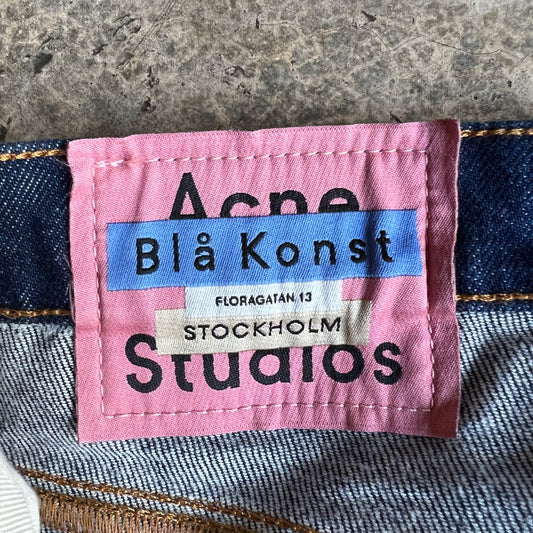 Acne
Blå Konst
FLORAGATAN 13
STOCKHOLM
Studios